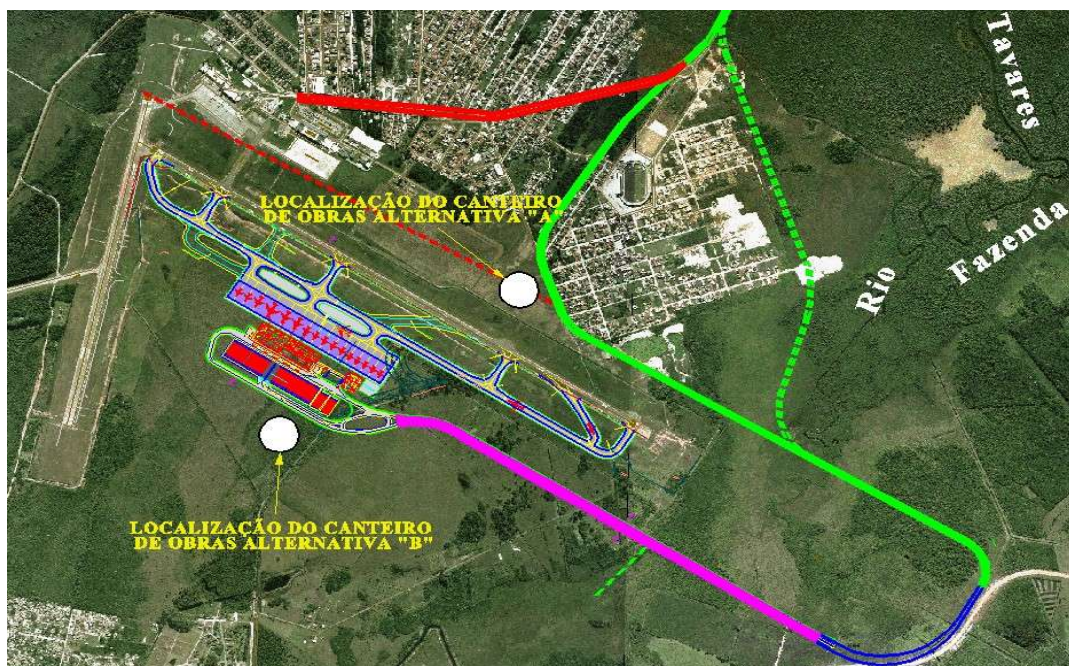 Tavares
LOCALIZAÇÃO DO CANTEIRO
DE OBRAS ALTERNATIVA "A"
Fazenda
Rio
LOCALIZAÇÃO DO CANTEIRO
DE OBRAS ALTERNATIVA "B"